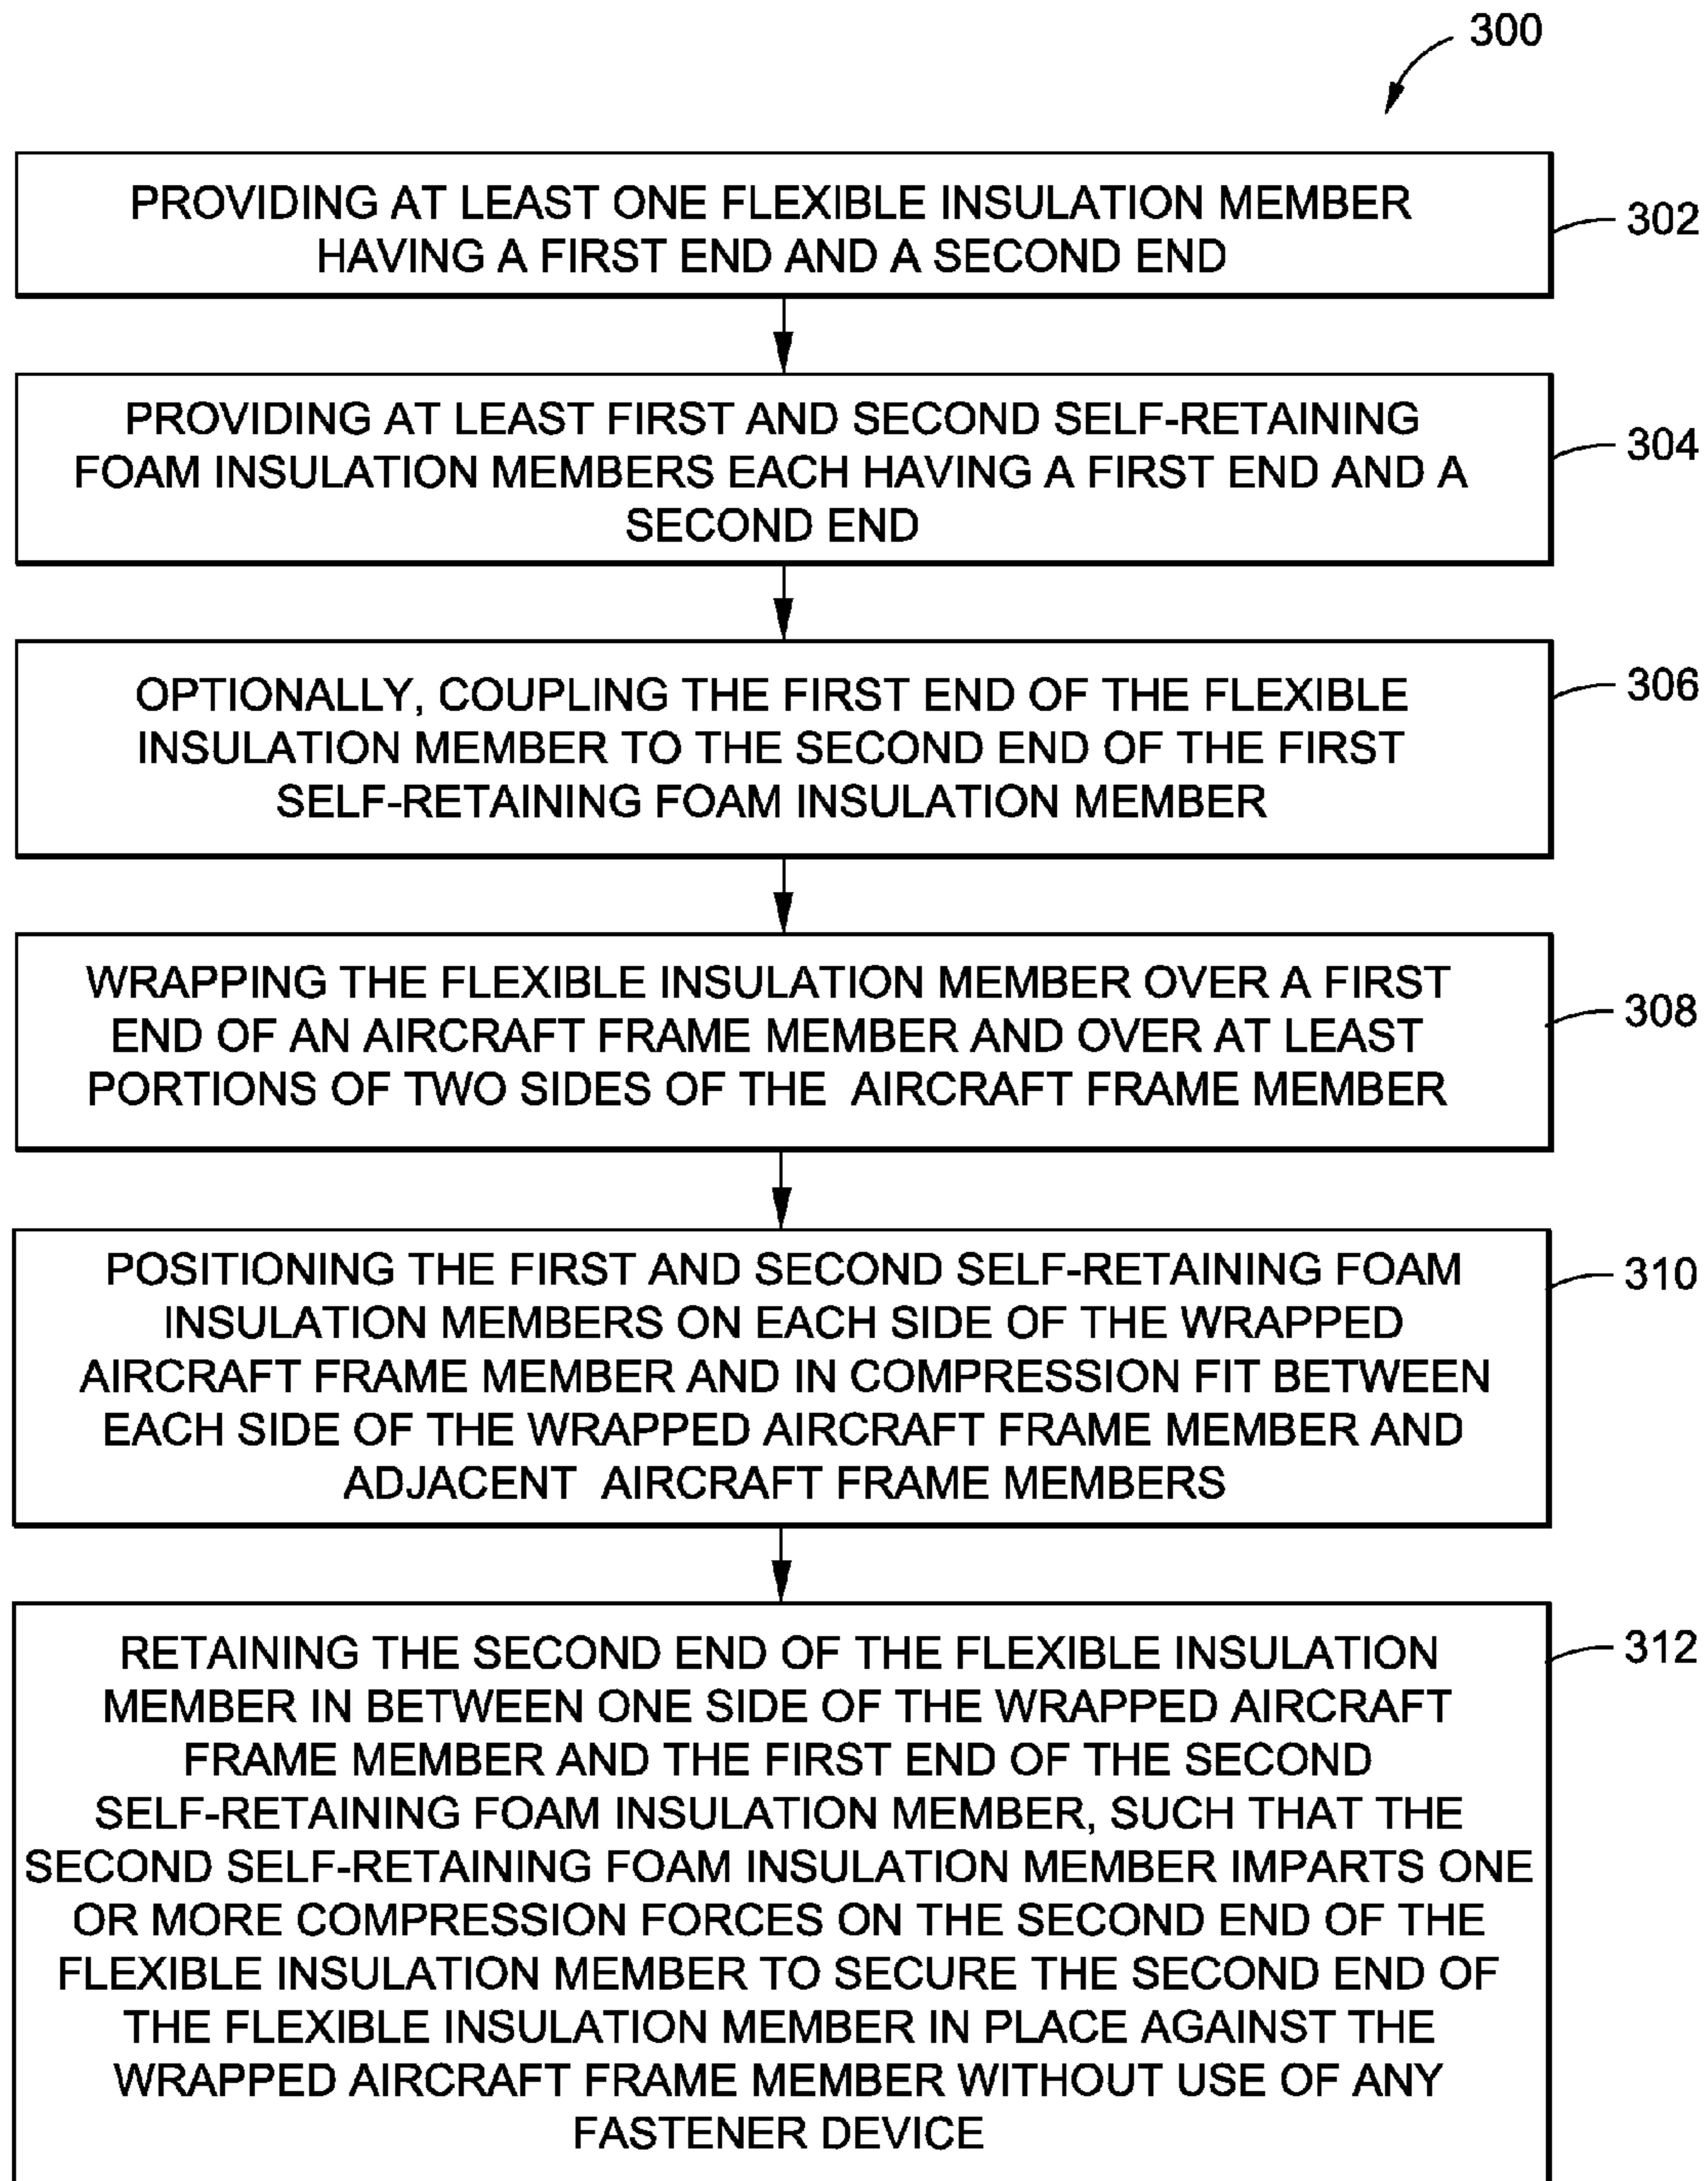 300
PROVIDING AT LEAST ONE FLEXIBLE INSULATION MEMBER
HAVING A FIRST END AND A SECOND END
302
PROVIDING AT LEAST FIRST AND SECOND SELF-RETAINING
FOAM INSULATION MEMBERS EACH HAVING A FIRST END AND A
SECOND END
304
OPTIONALLY, COUPLING THE FIRST END OF THE FLEXIBLE
INSULATION MEMBER TO THE SECOND END OF THE FIRST
SELF-RETAINING FOAM INSULATION MEMBER
306
WRAPPING THE FLEXIBLE INSULATION MEMBER OVER A FIRST
END OF AN AIRCRAFT FRAME MEMBER AND OVER AT LEAST
PORTIONS OF TWO SIDES OF THE AIRCRAFT FRAME MEMBER
308
POSITIONING THE FIRST AND SECOND SELF-RETAINING FOAM
INSULATION MEMBERS ON EACH SIDE OF THE WRAPPED
AIRCRAFT FRAME MEMBER AND IN COMPRESSION FIT BETWEEN
EACH SIDE OF THE WRAPPED AIRCRAFT FRAME MEMBER AND
ADJACENT AIRCRAFT FRAME MEMBERS
310
RETAINING THE SECOND END OF THE FLEXIBLE INSULATION
MEMBER IN BETWEEN ONE SIDE OF THE WRAPPED AIRCRAFT
FRAME MEMBER AND THE FIRST END OF THE SECOND
SELF-RETAINING FOAM INSULATION MEMBER, SUCH THAT THE
SECOND SELF-RETAINING FOAM INSULATION MEMBER IMPARTS ONE
OR MORE COMPRESSION FORCES ON THE SECOND END OF THE
FLEXIBLE INSULATION MEMBER TO SECURE THE SECOND END OF
THE FLEXIBLE INSULATION MEMBER IN PLACE AGAINST THE
WRAPPED AIRCRAFT FRAME MEMBER WITHOUT USE OF ANY
FASTENER DEVICE
312